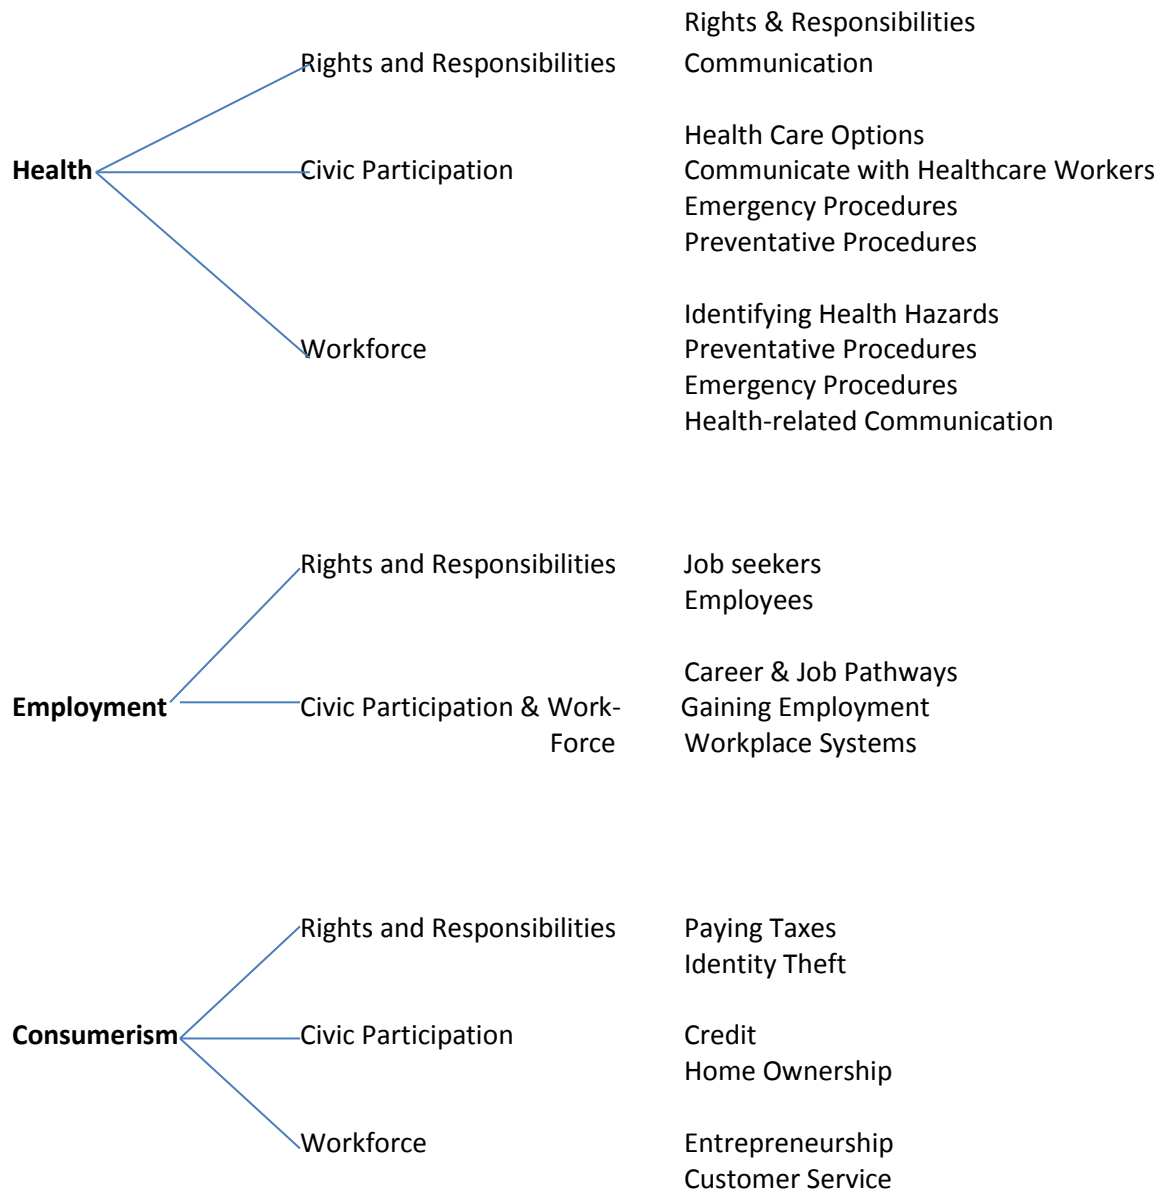 Rights & Responsibilities
Rights and Responsibilities Communication
Health Care Options
Health Civic Participation Communicate with Healthcare Workers
Emergency Procedures
Preventative Procedures
Identifying Health Hazards
Workforce Preventative Procedures
Emergency Procedures
Health-related Communication
Rights and Responsibilities Job seekers
Employees
Career & Job Pathways
Employment Civic Participation & Work- Gaining Employment
Force Workplace Systems
Rights and Responsibilities Paying Taxes
Identity Theft
Consumerism Civic Participation Credit
Home Ownership
Workforce Entrepreneurship
Customer Service